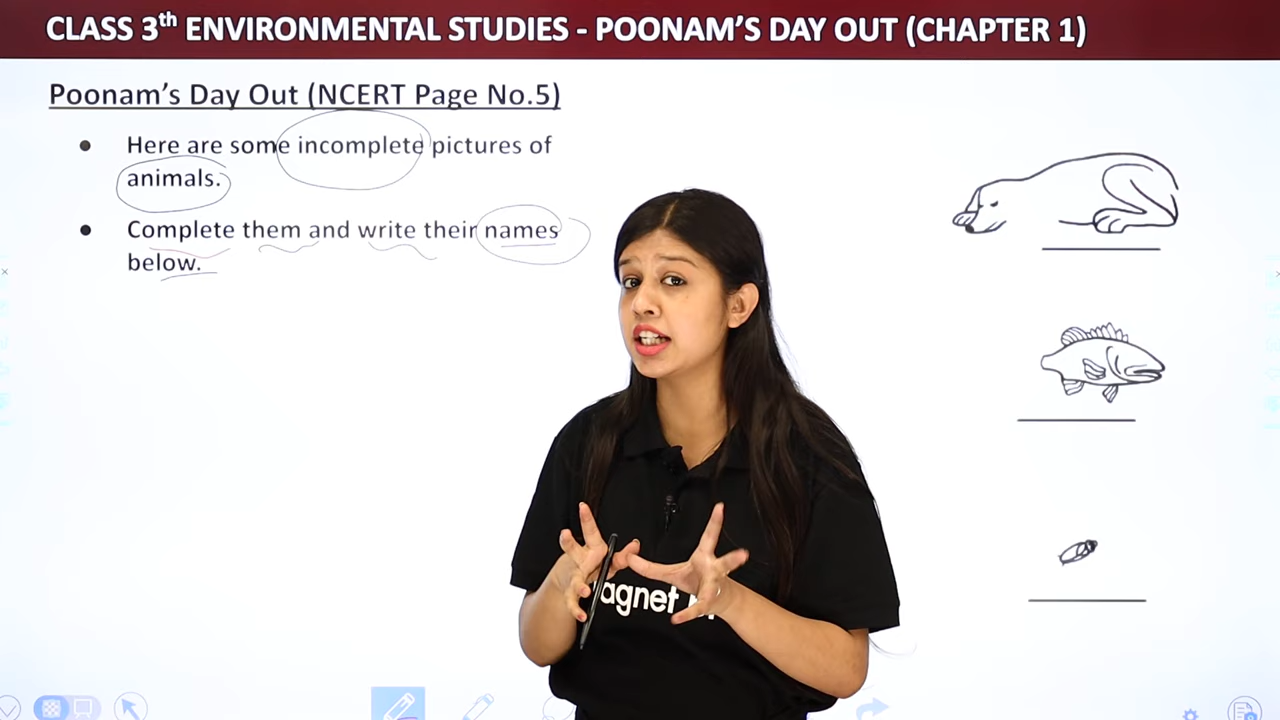 CLASS 3th ENVIRONMENTAL STUDIES - POONAM'S DAY OUT (CHAPTER 1)
Poonam's Day Out (NCERT Page No.5)
• Here are some incomplete pictures of
animals.
• Complete them and write their names
below.
agnet